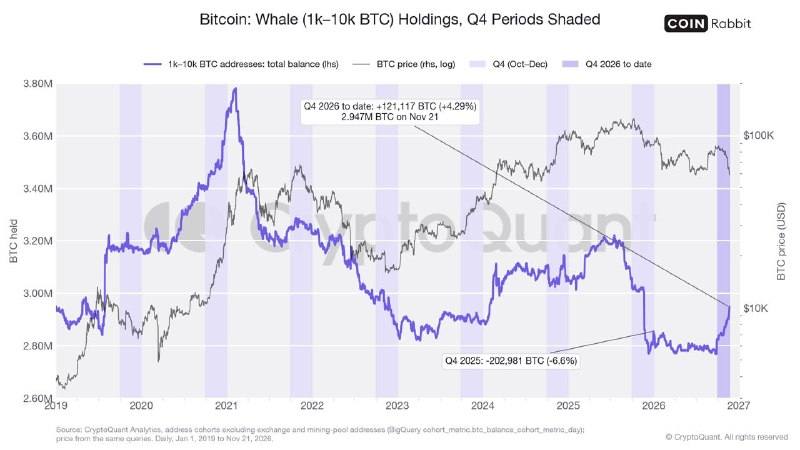 Bitcoin: Whale (1k–10k BTC) Holdings, Q4 Periods Shaded
COIN Rabbit
1k–10k BTC addresses: total balance (lhs)
BTC price (rhs, log)
Q4 (Oct–Dec)
Q4 2026 to date
3.80M
3.60M
3.40M
3.20M
3.00M
2.80M
2.60M
BTC held
Q4 2026 to date: +121,117 BTC (+4.29%)
2.947M BTC on Nov 21
CryptoQuant
Q4 2025: -202,981 BTC (-6.6%)
$100K
$10K
BTC price (USD)
2019
2020
2021
2022
2023
2024
2025
2026
2027
Source: CryptoQuant Analytics, address cohorts excluding exchange and mining-pool addresses (BigQuery cohort_metric.btc_balance_cohort_metric_day);
price from the same queries. Daily, Jan 1, 2019 to Nov 21, 2026.
© CryptoQuant. All rights reserved